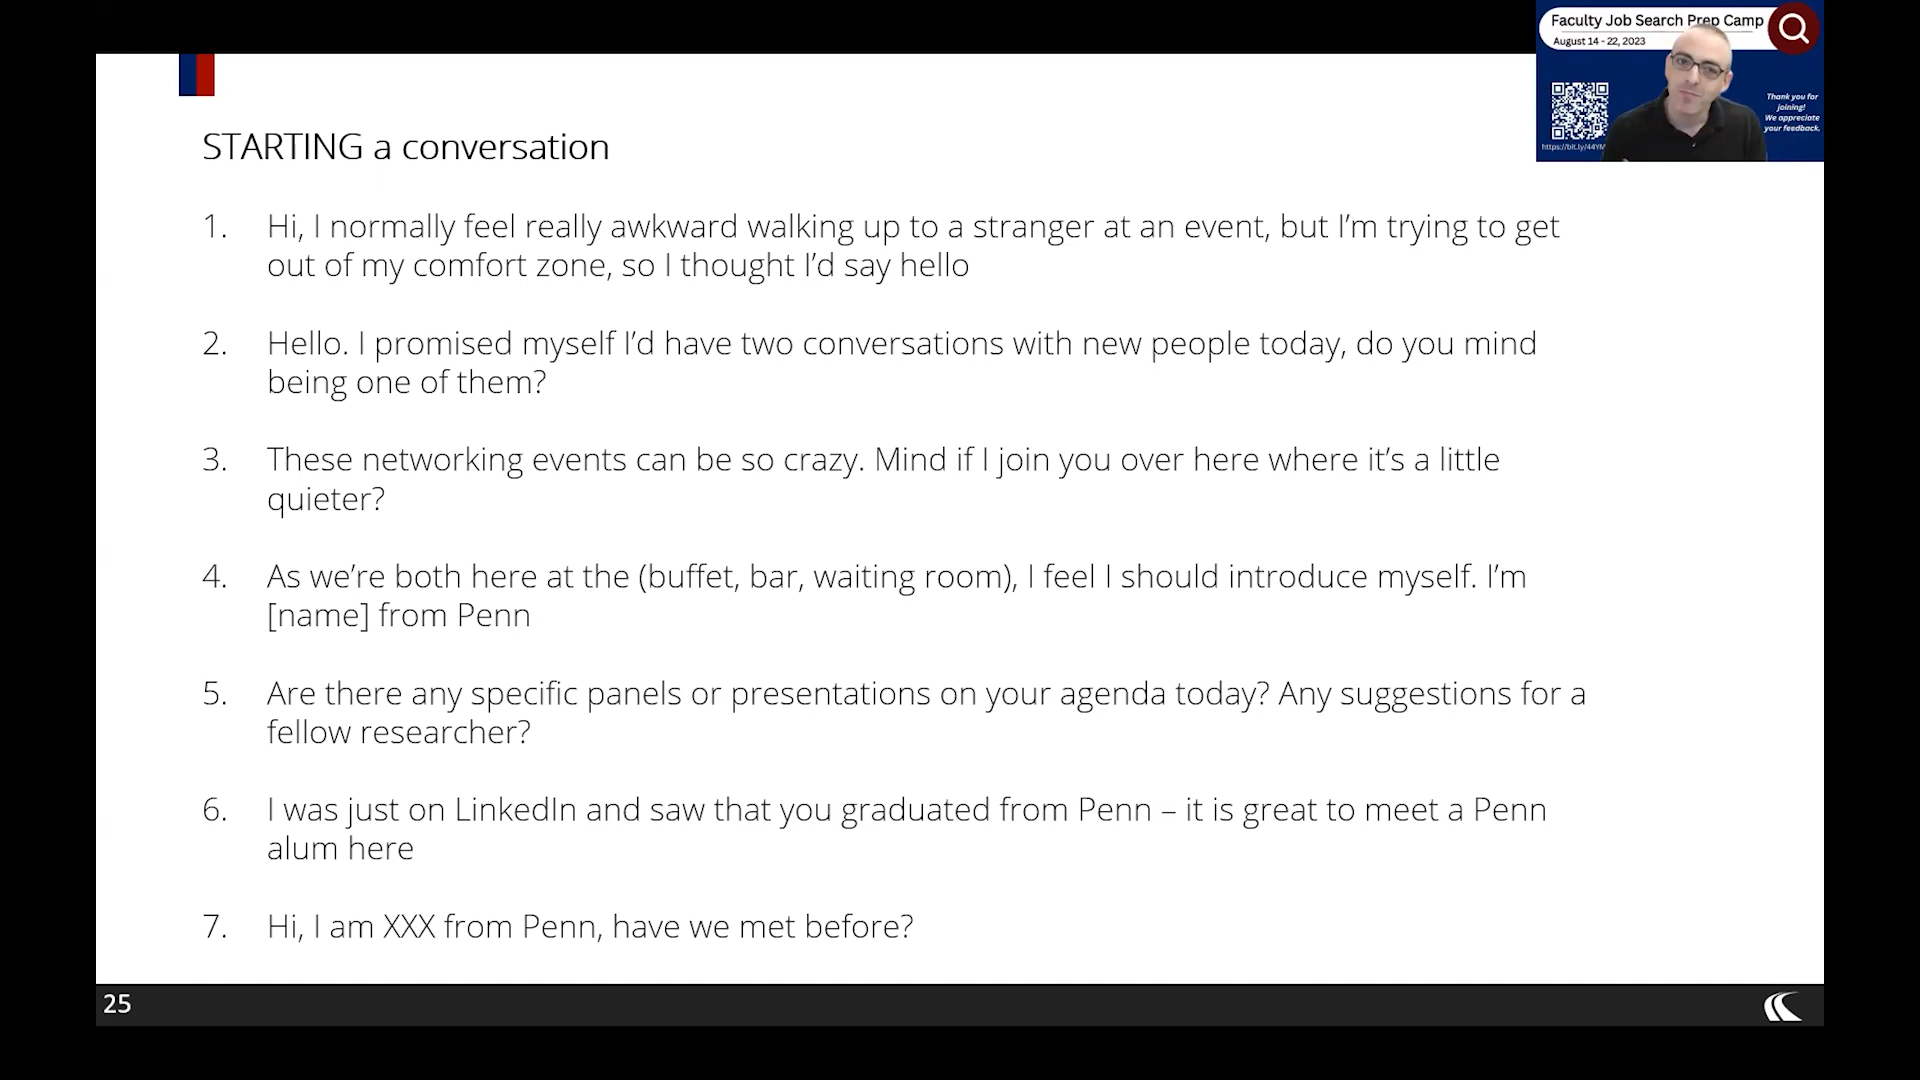 Faculty Job Search Prep Camp
August 14 - 22, 2023
Thank you for
joining!
We appreciate
your feedback.
https://bit.ly/44YM
STARTING a conversation
1. Hi, I normally feel really awkward walking up to a stranger at an event, but I’m trying to get
out of my comfort zone, so I thought I’d say hello
2. Hello. I promised myself I’d have two conversations with new people today, do you mind
being one of them?
3. These networking events can be so crazy. Mind if I join you over here where it’s a little
quieter?
4. As we’re both here at the (buffet, bar, waiting room), I feel I should introduce myself. I’m
[name] from Penn
5. Are there any specific panels or presentations on your agenda today? Any suggestions for a
fellow researcher?
6. I was just on LinkedIn and saw that you graduated from Penn – it is great to meet a Penn
alum here
7. Hi, I am XXX from Penn, have we met before?
25